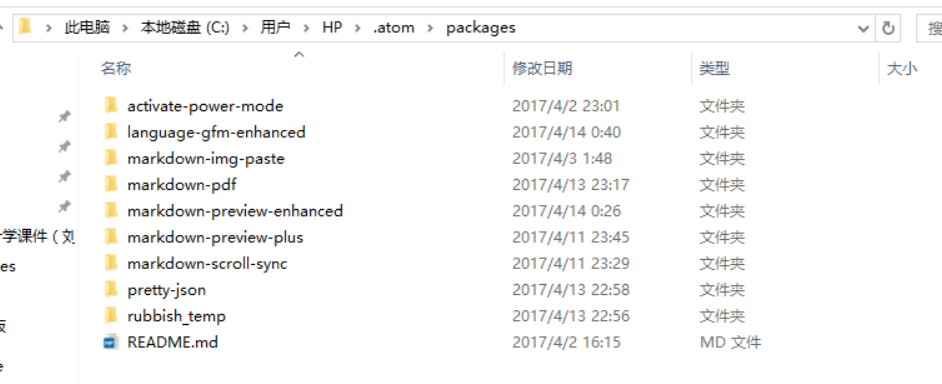 此电脑 > 本地磁盘 (C:) > 用户 > HP > .atom > packages 搜
名称 修改日期 类型 大小
activate-power-mode 2017/4/2 23:01 文件夹
language-gfm-enhanced 2017/4/14 0:40 文件夹
markdown-img-paste 2017/4/3 1:48 文件夹
markdown-pdf 2017/4/13 23:17 文件夹
markdown-preview-enhanced 2017/4/14 0:26 文件夹
markdown-preview-plus 2017/4/11 23:45 文件夹
学课件（刘
markdown-scroll-sync 2017/4/11 23:29 文件夹
es
pretty-json 2017/4/13 22:58 文件夹
rubbish_temp 2017/4/13 22:56 文件夹
README.md 2017/4/2 16:15 MD 文件